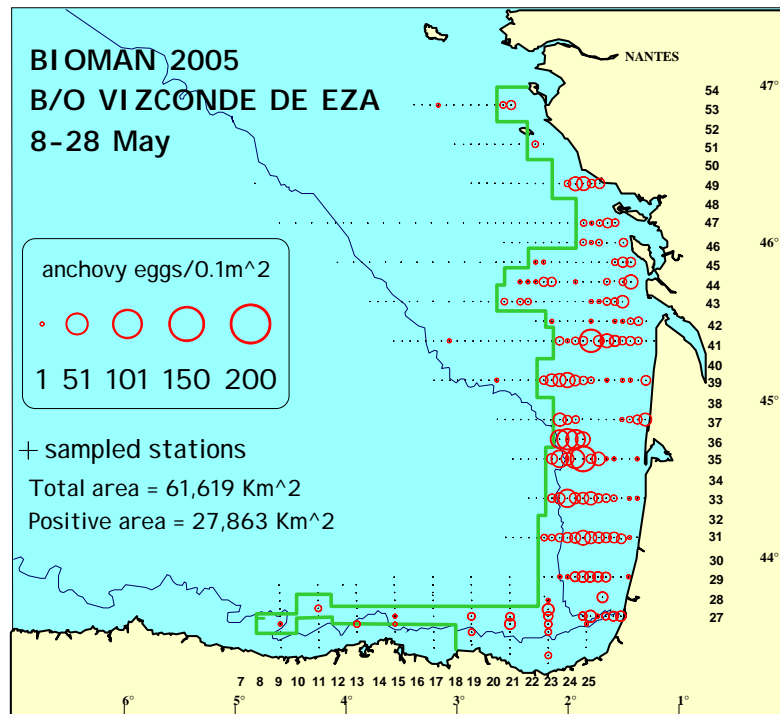 BIOMAN 2005
B/O VIZCONDE DE EZA
8-28 May
NANTES
anchovy eggs/0.1m^2
1 51 101 150 200
+ sampled stations
Total area = 61,619 Km^2
Positive area = 27,863 Km^2
47°
46°
45°
44°
54
53
52
51
50
49
48
47
46
45
44
43
42
41
40
39
38
37
36
35
34
33
32
31
30
29
28
27
7 8 9 10 11 12 13 14 15 16 17 18 19 20 21 22 23 24 25
6° 5° 4° 3° 2° 1°